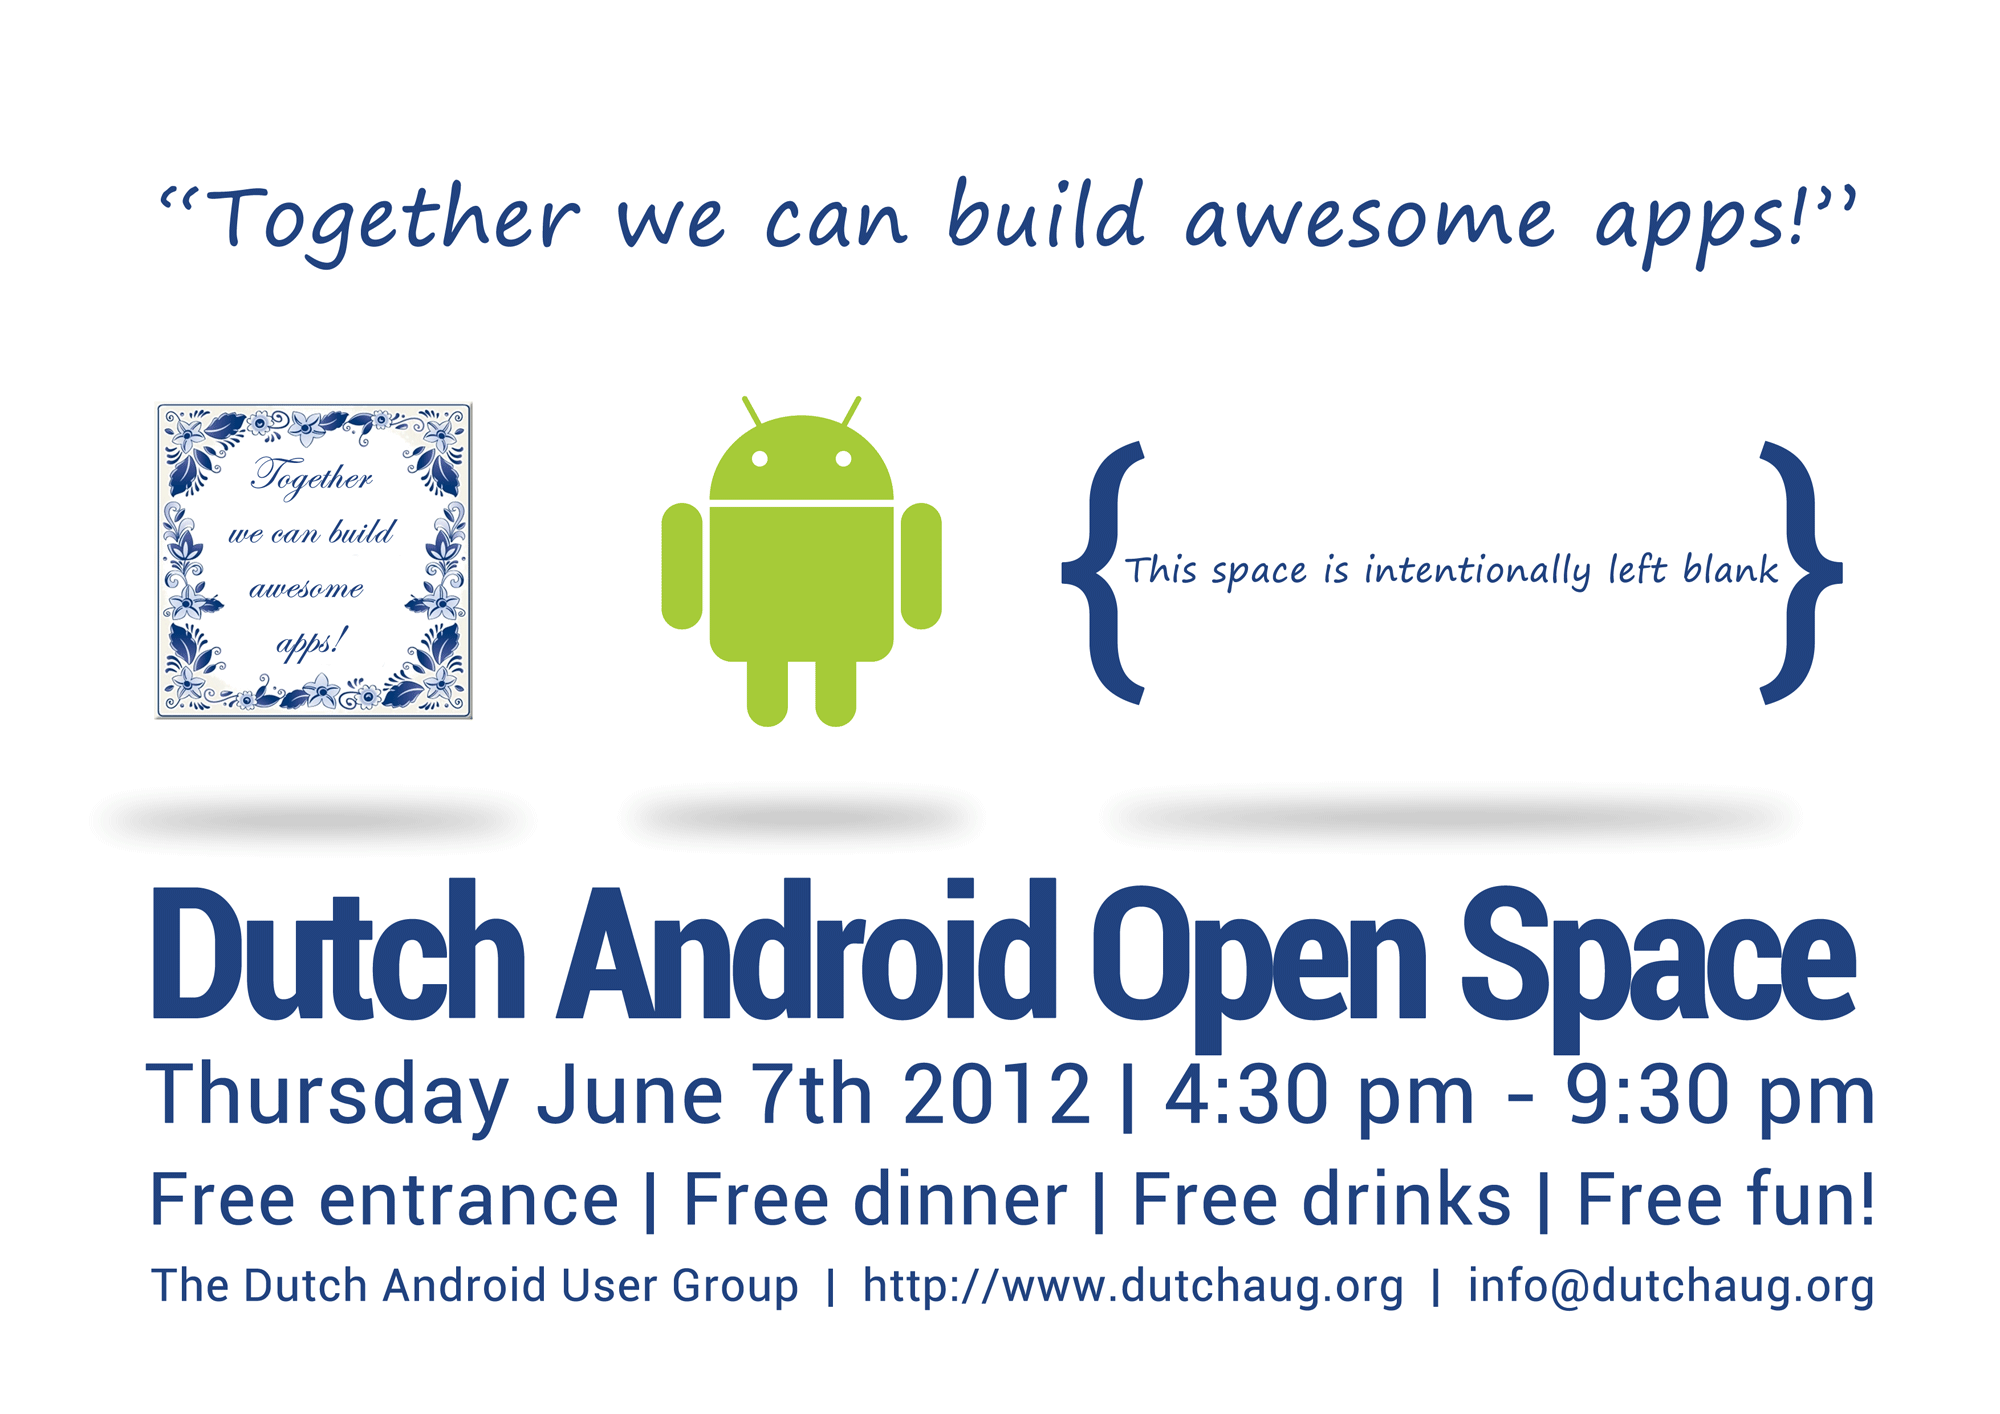 “Together we can build awesome apps!”
Together
we can build
awesome
apps!
{This space is intentionally left blank}
Dutch Android Open Space
Thursday June 7th 2012 | 4:30 pm - 9:30 pm
Free entrance | Free dinner | Free drinks | Free fun!
The Dutch Android User Group | http://www.dutchaug.org | info@dutchaug.org